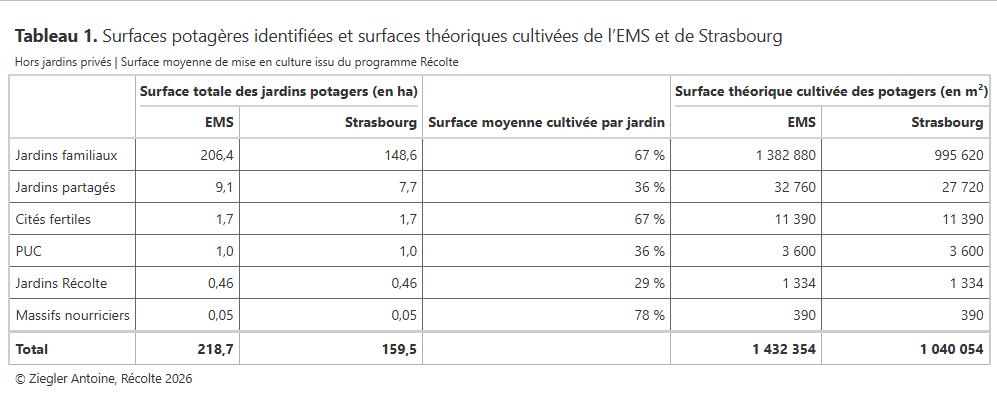 Tableau 1. Surfaces potagères identifiées et surfaces théoriques cultivées de l’EMS et de Strasbourg
Hors jardins privés | Surface moyenne de mise en culture issu du programme Récolte
Surface totale des jardins potagers (en ha) Surface théorique cultivée des potagers (en m²)
EMS Strasbourg Surface moyenne cultivée par jardin EMS Strasbourg
Jardins familiaux 206,4 148,6 67 % 1 382 880 995 620
Jardins partagés 9,1 7,7 36 % 32 760 27 720
Cités fertiles 1,7 1,7 67 % 11 390 11 390
PUC 1,0 1,0 36 % 3 600 3 600
Jardins Récolte 0,46 0,46 29 % 1 334 1 334
Massifs nourriciers 0,05 0,05 78 % 390 390
Total 218,7 159,5 1 432 354 1 040 054
© Ziegler Antoine, Récolte 2026